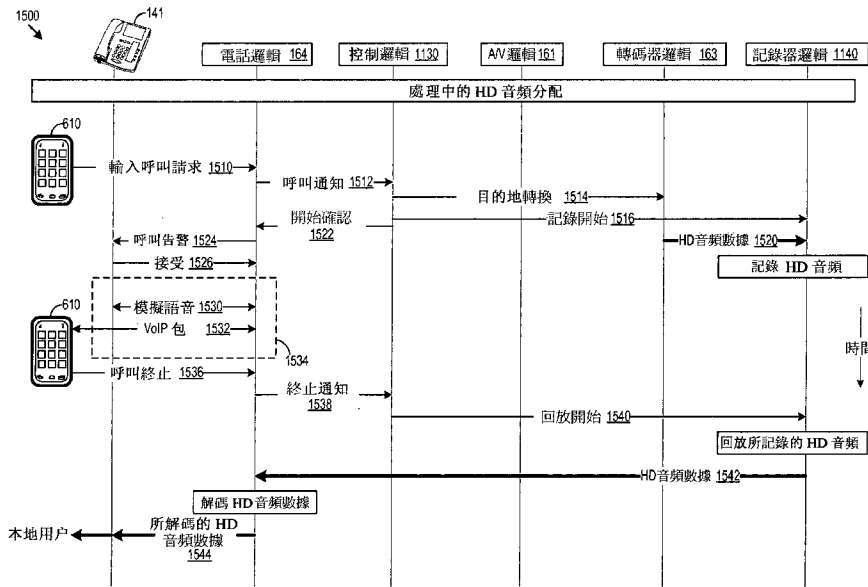 1500
141
電話邏輯 164
控制邏輯 1130
A/V邏輯 161
轉碼器邏輯 163
記錄器邏輯 1140
處理中的 HD 音頻分配
610
輸入呼叫請求 1510
呼叫通知 1512
目的地轉換 1514
開始確認
1522
記錄開始 1516
呼叫告警 1524
HD音頻數據 1520
接受 1526
記錄 HD 音頻
模擬語音 1530
610
VoIP 包 1532
1534
時間
呼叫終止 1536
終止通知
1538
回放開始 1540
回放所記錄的 HD 音頻
HD音頻數據 1542
解碼 HD 音頻數據
本地用户
所解碼的 HD
音頻數據
1544